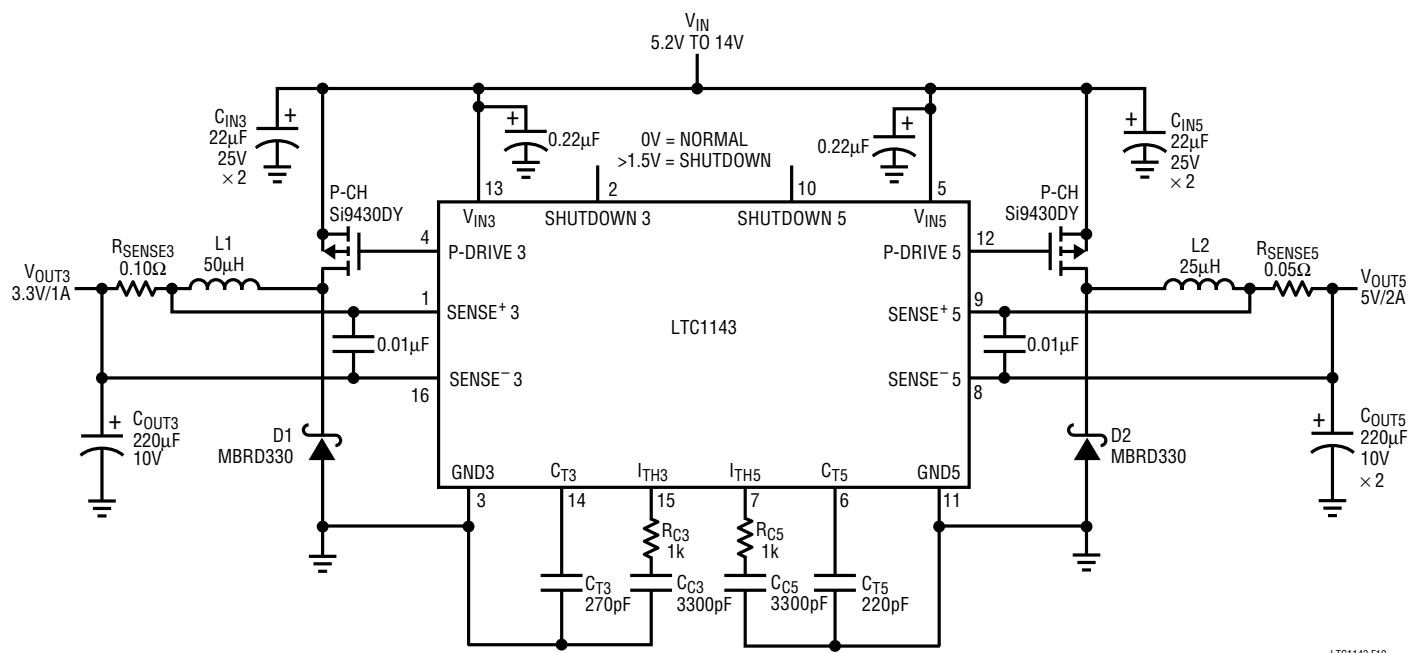 V_IN
5.2V TO 14V
C_IN3
22µF
25V
× 2
+
+
0.22µF
0V = NORMAL
>1.5V = SHUTDOWN
+
0.22µF
+
C_IN5
22µF
25V
× 2
13
2
10
5
P-CH
Si9430DY
P-CH
Si9430DY
V_IN3
SHUTDOWN 3
SHUTDOWN 5
V_IN5
4
P-DRIVE 3
P-DRIVE 5
12
V_OUT3
3.3V/1A
R_SENSE3
0.10Ω
L1
50µH
L2
25µH
R_SENSE5
0.05Ω
V_OUT5
5V/2A
1
SENSE⁺ 3
SENSE⁺ 5
9
LTC1143
0.01µF
0.01µF
SENSE⁻ 3
SENSE⁻ 5
16
8
+
C_OUT3
220µF
10V
D1
MBRD330
D2
MBRD330
+
C_OUT5
220µF
10V
× 2
GND3
C_T3
I_TH3
I_TH5
C_T5
GND5
3
14
15
7
6
11
R_C3
1k
R_C5
1k
C_T3
270pF
C_C3
3300pF
C_C5
3300pF
C_T5
220pF